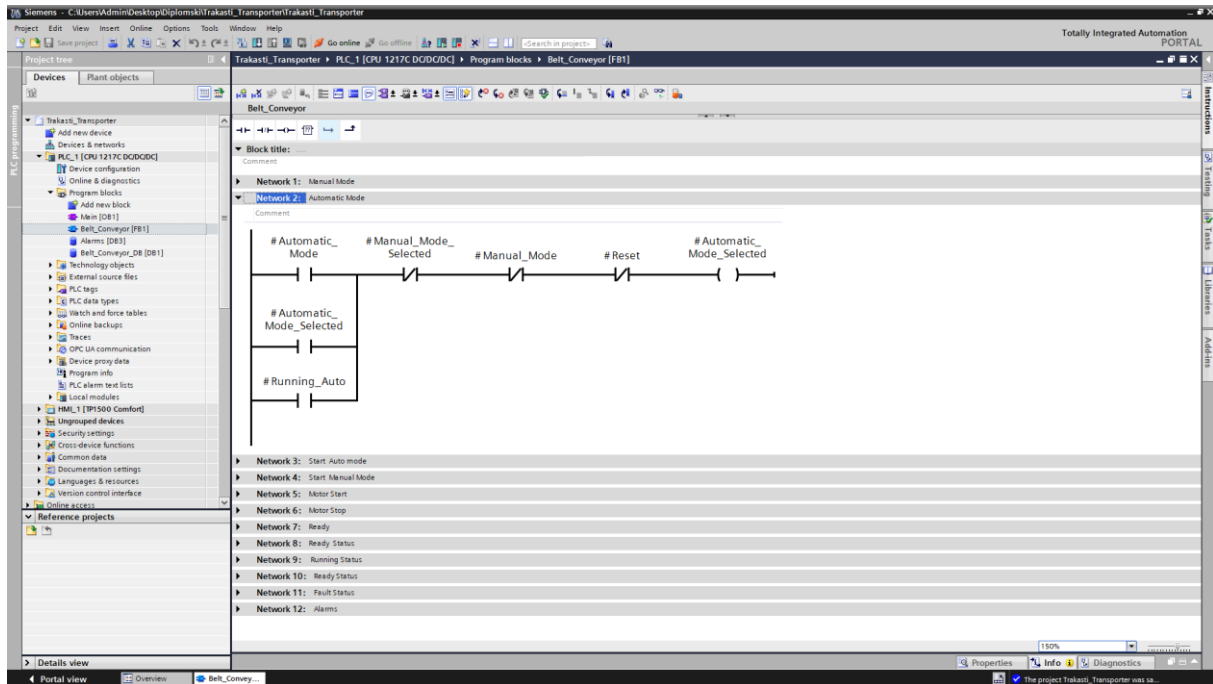 Siemens - C:\Users\Admin\Desktop\Diplomski\Trakasti_Transporter\Trakasti_Transporter
Project Edit View Insert Online Options Tools Window Help
Totally Integrated Automation
PORTAL
Save project Go online Go offline <Search in project>
Project tree
Trakasti_Transporter ▸ PLC_1 [CPU 1217C DC/DC/DC] ▸ Program blocks ▸ Belt_Conveyor [FB1]
Devices Plant objects
PLC programming
Trakasti_Transporter
Add new device
Devices & networks
PLC_1 [CPU 1217C DC/DC/DC]
Device configuration
Online & diagnostics
Program blocks
Add new block
Main [OB1]
Belt_Conveyor [FB1]
Alarms [DB3]
Belt_Conveyor_DB [DB1]
Technology objects
External source files
PLC tags
PLC data types
Watch and force tables
Online backups
Traces
OPC UA communication
Device proxy data
Program info
PLC alarm text lists
Local modules
HMI_1 [TP1500 Comfort]
Ungrouped devices
Security settings
Cross-device functions
Common data
Documentation settings
Languages & resources
Version control interface
Online access
Reference projects
Details view
Belt_Conveyor
Block title: .....
Comment
Network 1: Manual Mode
Network 2: Automatic Mode
Comment
#Automatic_
Mode
#Manual_Mode_
Selected
#Manual_Mode
#Reset
#Automatic_
Mode_Selected
#Automatic_
Mode_Selected
#Running_Auto
Network 3: Start Auto mode
Network 4: Start Manual Mode
Network 5: Motor Start
Network 6: Motor Stop
Network 7: Ready
Network 8: Ready Status
Network 9: Running Status
Network 10: Ready Status
Network 11: Fault Status
Network 12: Alarms
150%
Properties Info Diagnostics
Instructions
Testing
Tasks
Libraries
Add-ins
Portal view Overview Belt_Convey...
The project Trakasti_Transporter was sa...